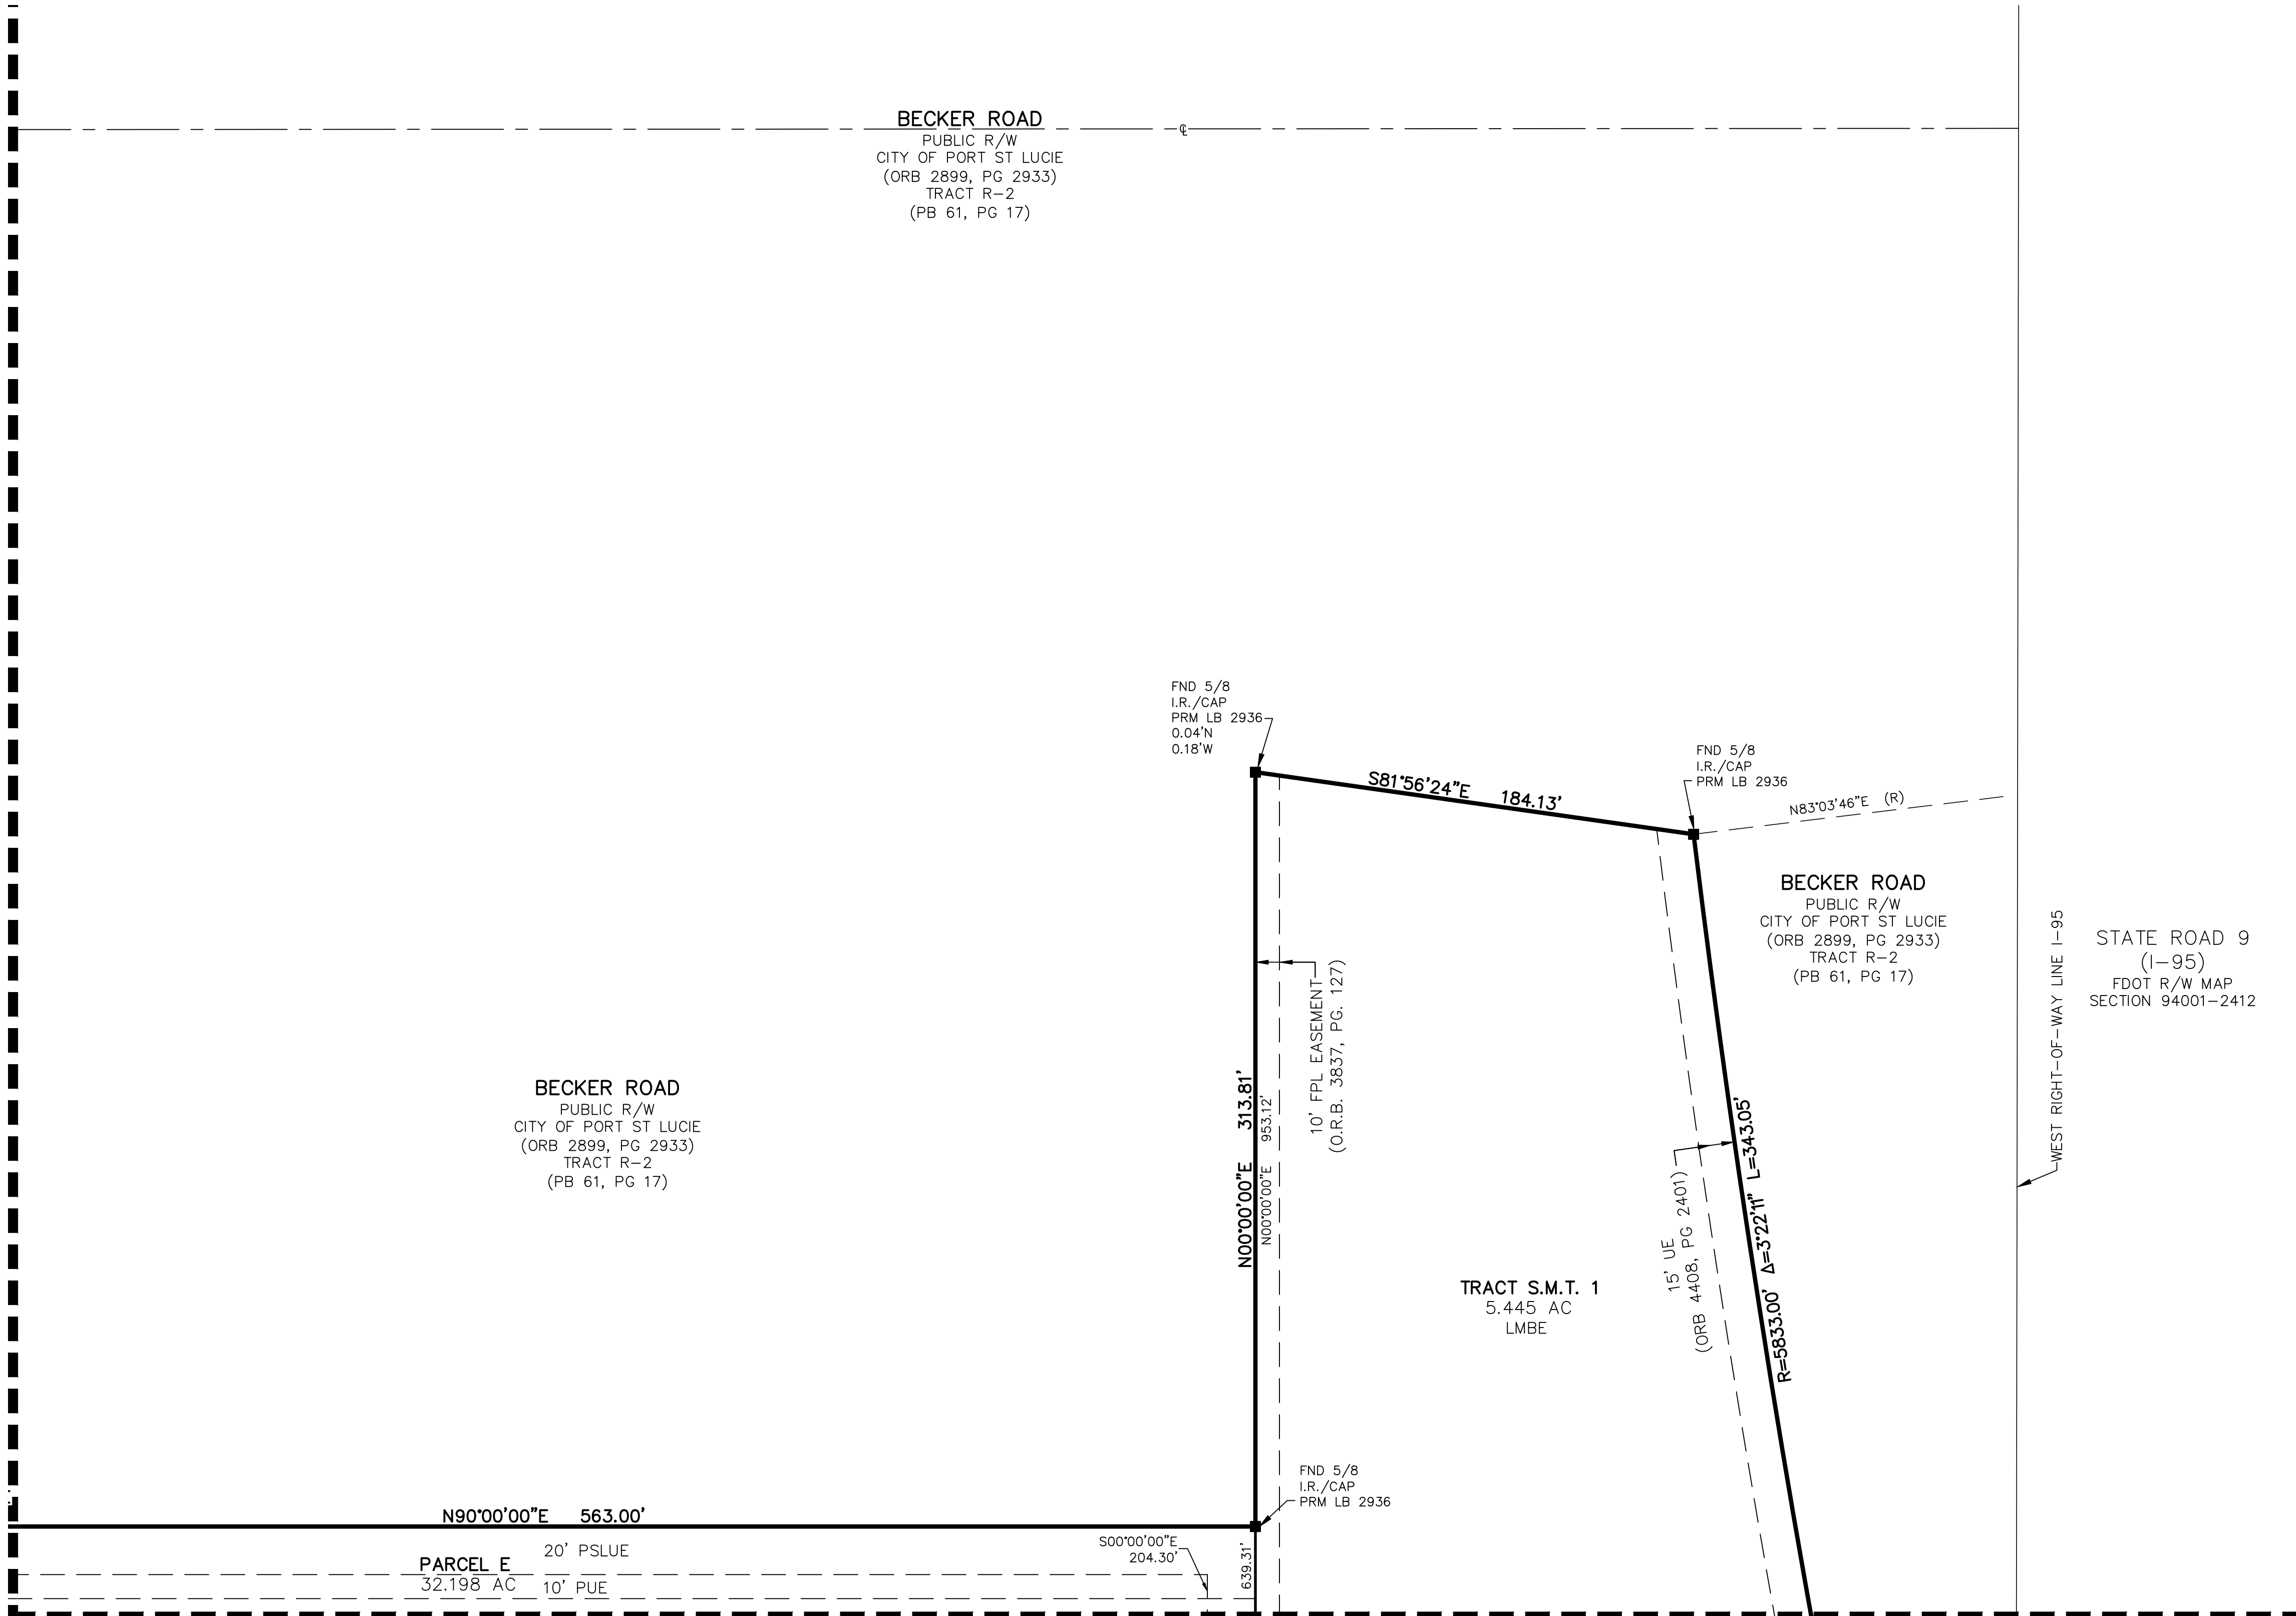 BECKER ROAD
PUBLIC R/W
CITY OF PORT ST LUCIE
(ORB 2899, PG 2933)
TRACT R-2
(PB 61, PG 17)
℄
FND 5/8
I.R./CAP
PRM LB 2936
0.04'N
0.18'W
S81°56'24"E 184.13'
FND 5/8
I.R./CAP
PRM LB 2936
N83°03'46"E (R)
BECKER ROAD
PUBLIC R/W
CITY OF PORT ST LUCIE
(ORB 2899, PG 2933)
TRACT R-2
(PB 61, PG 17)
WEST RIGHT-OF-WAY LINE I-95
STATE ROAD 9
(I-95)
FDOT R/W MAP
SECTION 94001-2412
10' FPL EASEMENT
(O.R.B. 3837, PG. 127)
N00°00'00"E 313.81'
N00°00'00"E 953.12'
BECKER ROAD
PUBLIC R/W
CITY OF PORT ST LUCIE
(ORB 2899, PG 2933)
TRACT R-2
(PB 61, PG 17)
15' UE
(ORB 4408, PG 2401)
R=5833.00' Δ=3°22'11" L=343.05'
TRACT S.M.T. 1
5.445 AC
LMBE
FND 5/8
I.R./CAP
PRM LB 2936
N90°00'00"E 563.00'
20' PSLUE
PARCEL E
32.198 AC
10' PUE
S00°00'00"E
204.30'
639.31'